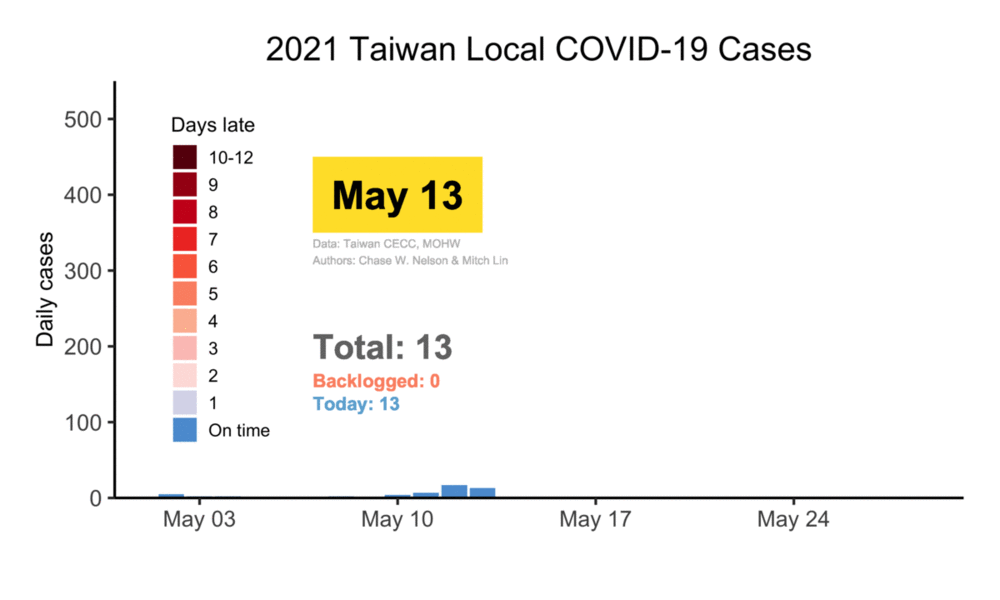 2021 Taiwan Local COVID-19 Cases
Daily cases
500
400
300
200
100
0
Days late
10-12
9
8
7
6
5
4
3
2
1
On time
May 13
Data: Taiwan CECC, MOHW
Authors: Chase W. Nelson & Mitch Lin
Total: 13
Backlogged: 0
Today: 13
May 03
May 10
May 17
May 24